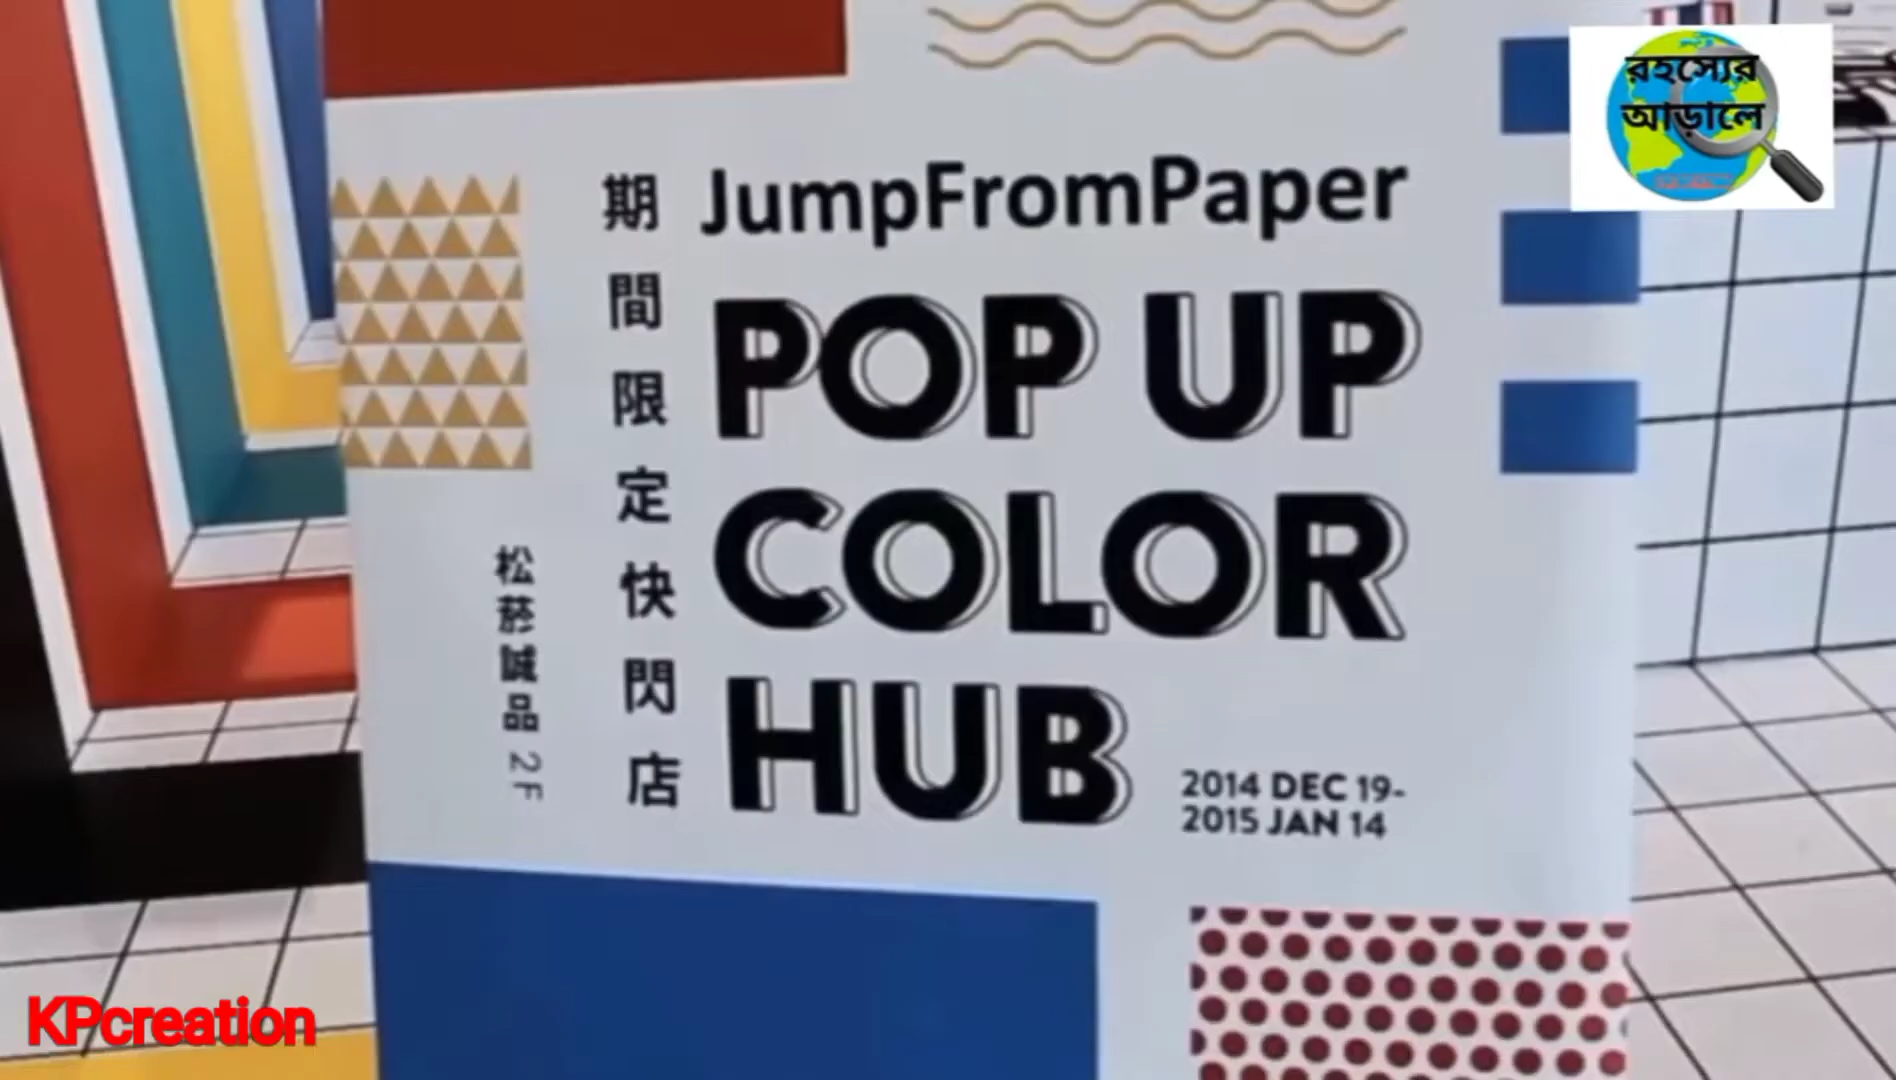 রহস্যের
আড়ালে
JumpFromPaper
POP UP
COLOR
HUB
2014 DEC 19-
2015 JAN 14
期間限定快閃店
松菸誠品 2F
KPcreation